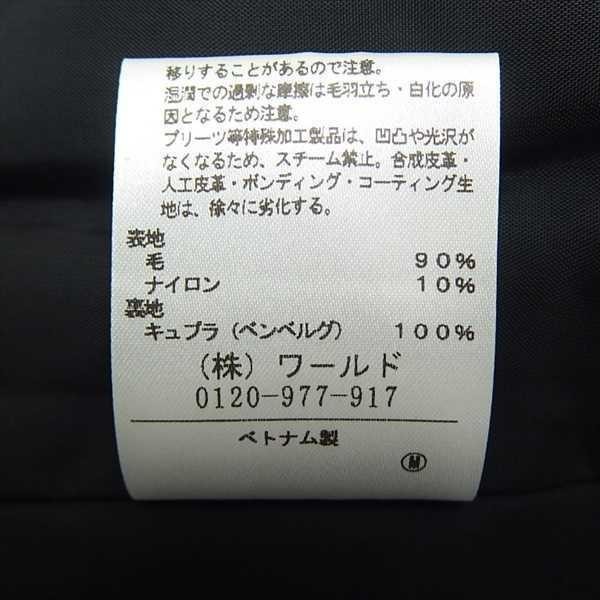 移りすることがあるので注意。
湿潤での過剰な摩擦は毛羽立ち・白化の原
因となるため注意。
プリーツ等特殊加工製品は、凹凸や光沢が
なくなるため、スチーム禁止。合成皮革・
人工皮革・ボンディング・コーティング生
地は、徐々に劣化する。
表地
毛 90%
ナイロン 10%
裏地
キュプラ(ベンベルグ) 100%
(株)ワールド
0120-977-917
ベトナム製
M